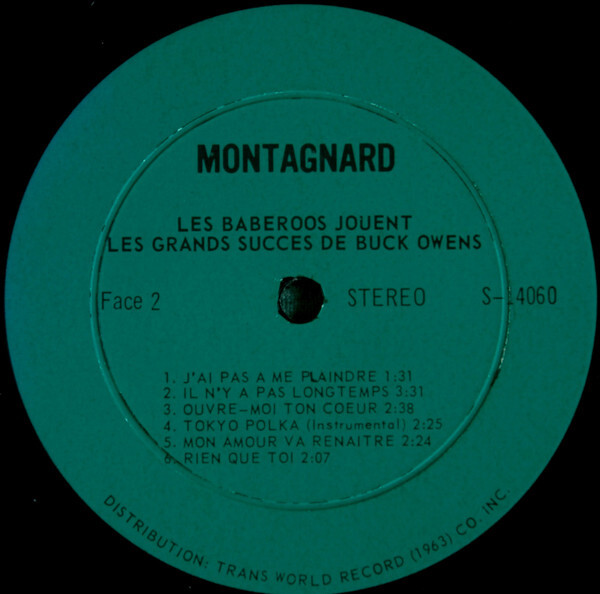 MONTAGNARD
LES BABEROOS JOUENT
LES GRANDS SUCCES DE BUCK OWENS
Face 2 STEREO S-14060
1. J'AI PAS A ME PLAINDRE 1:31
2. IL N'Y A PAS LONGTEMPS 3:31
3. OUVRE-MOI TON COEUR 2:38
4. TOKYO POLKA (Instrumental) 2:25
5. MON AMOUR VA RENAITRE 2:24
6. RIEN QUE TOI 2:07
DISTRIBUTION: TRANS WORLD RECORD (1963) CO. INC.